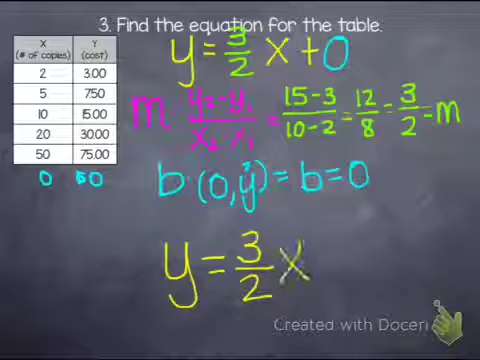 3. Find the equation for the table.
y = 3/2 x + 0
X Y
(# of copies) (cost)
2 3.00
5 7.50
10 15.00
20 30.00
50 75.00
0 $0
m = y₂-y₁/x₂-x₁ = 15-3/10-2 = 12/8 = 3/2 = m
b (0, y) = b = 0
y = 3/2 x
Created with Doceri